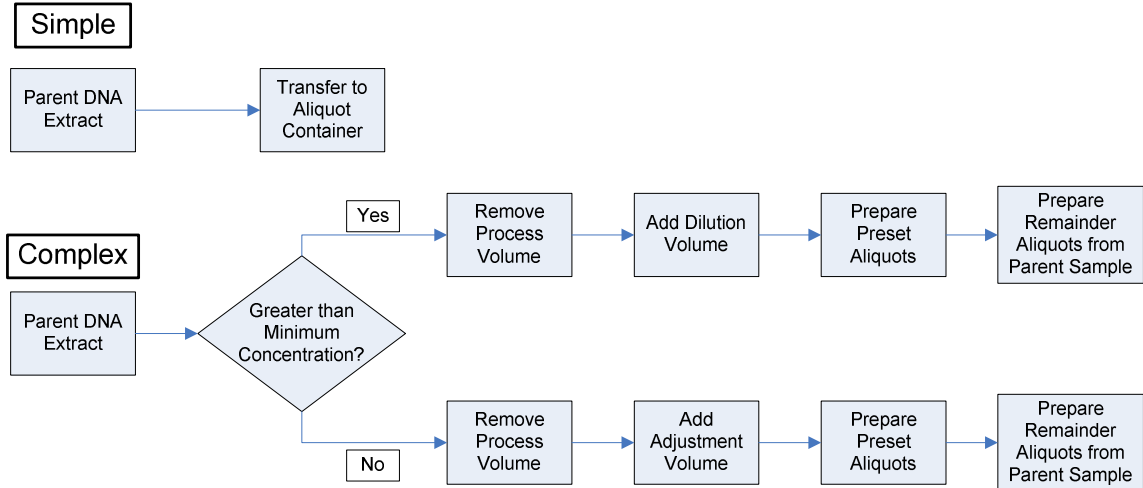 Simple
Parent DNA
Extract
Transfer to
Aliquot
Container
Complex
Parent DNA
Extract
Greater than
Minimum
Concentration?
Yes
Remove
Process
Volume
Add Dilution
Volume
Prepare
Preset
Aliquots
Prepare
Remainder
Aliquots from
Parent Sample
No
Remove
Process
Volume
Add
Adjustment
Volume
Prepare
Preset
Aliquots
Prepare
Remainder
Aliquots from
Parent Sample